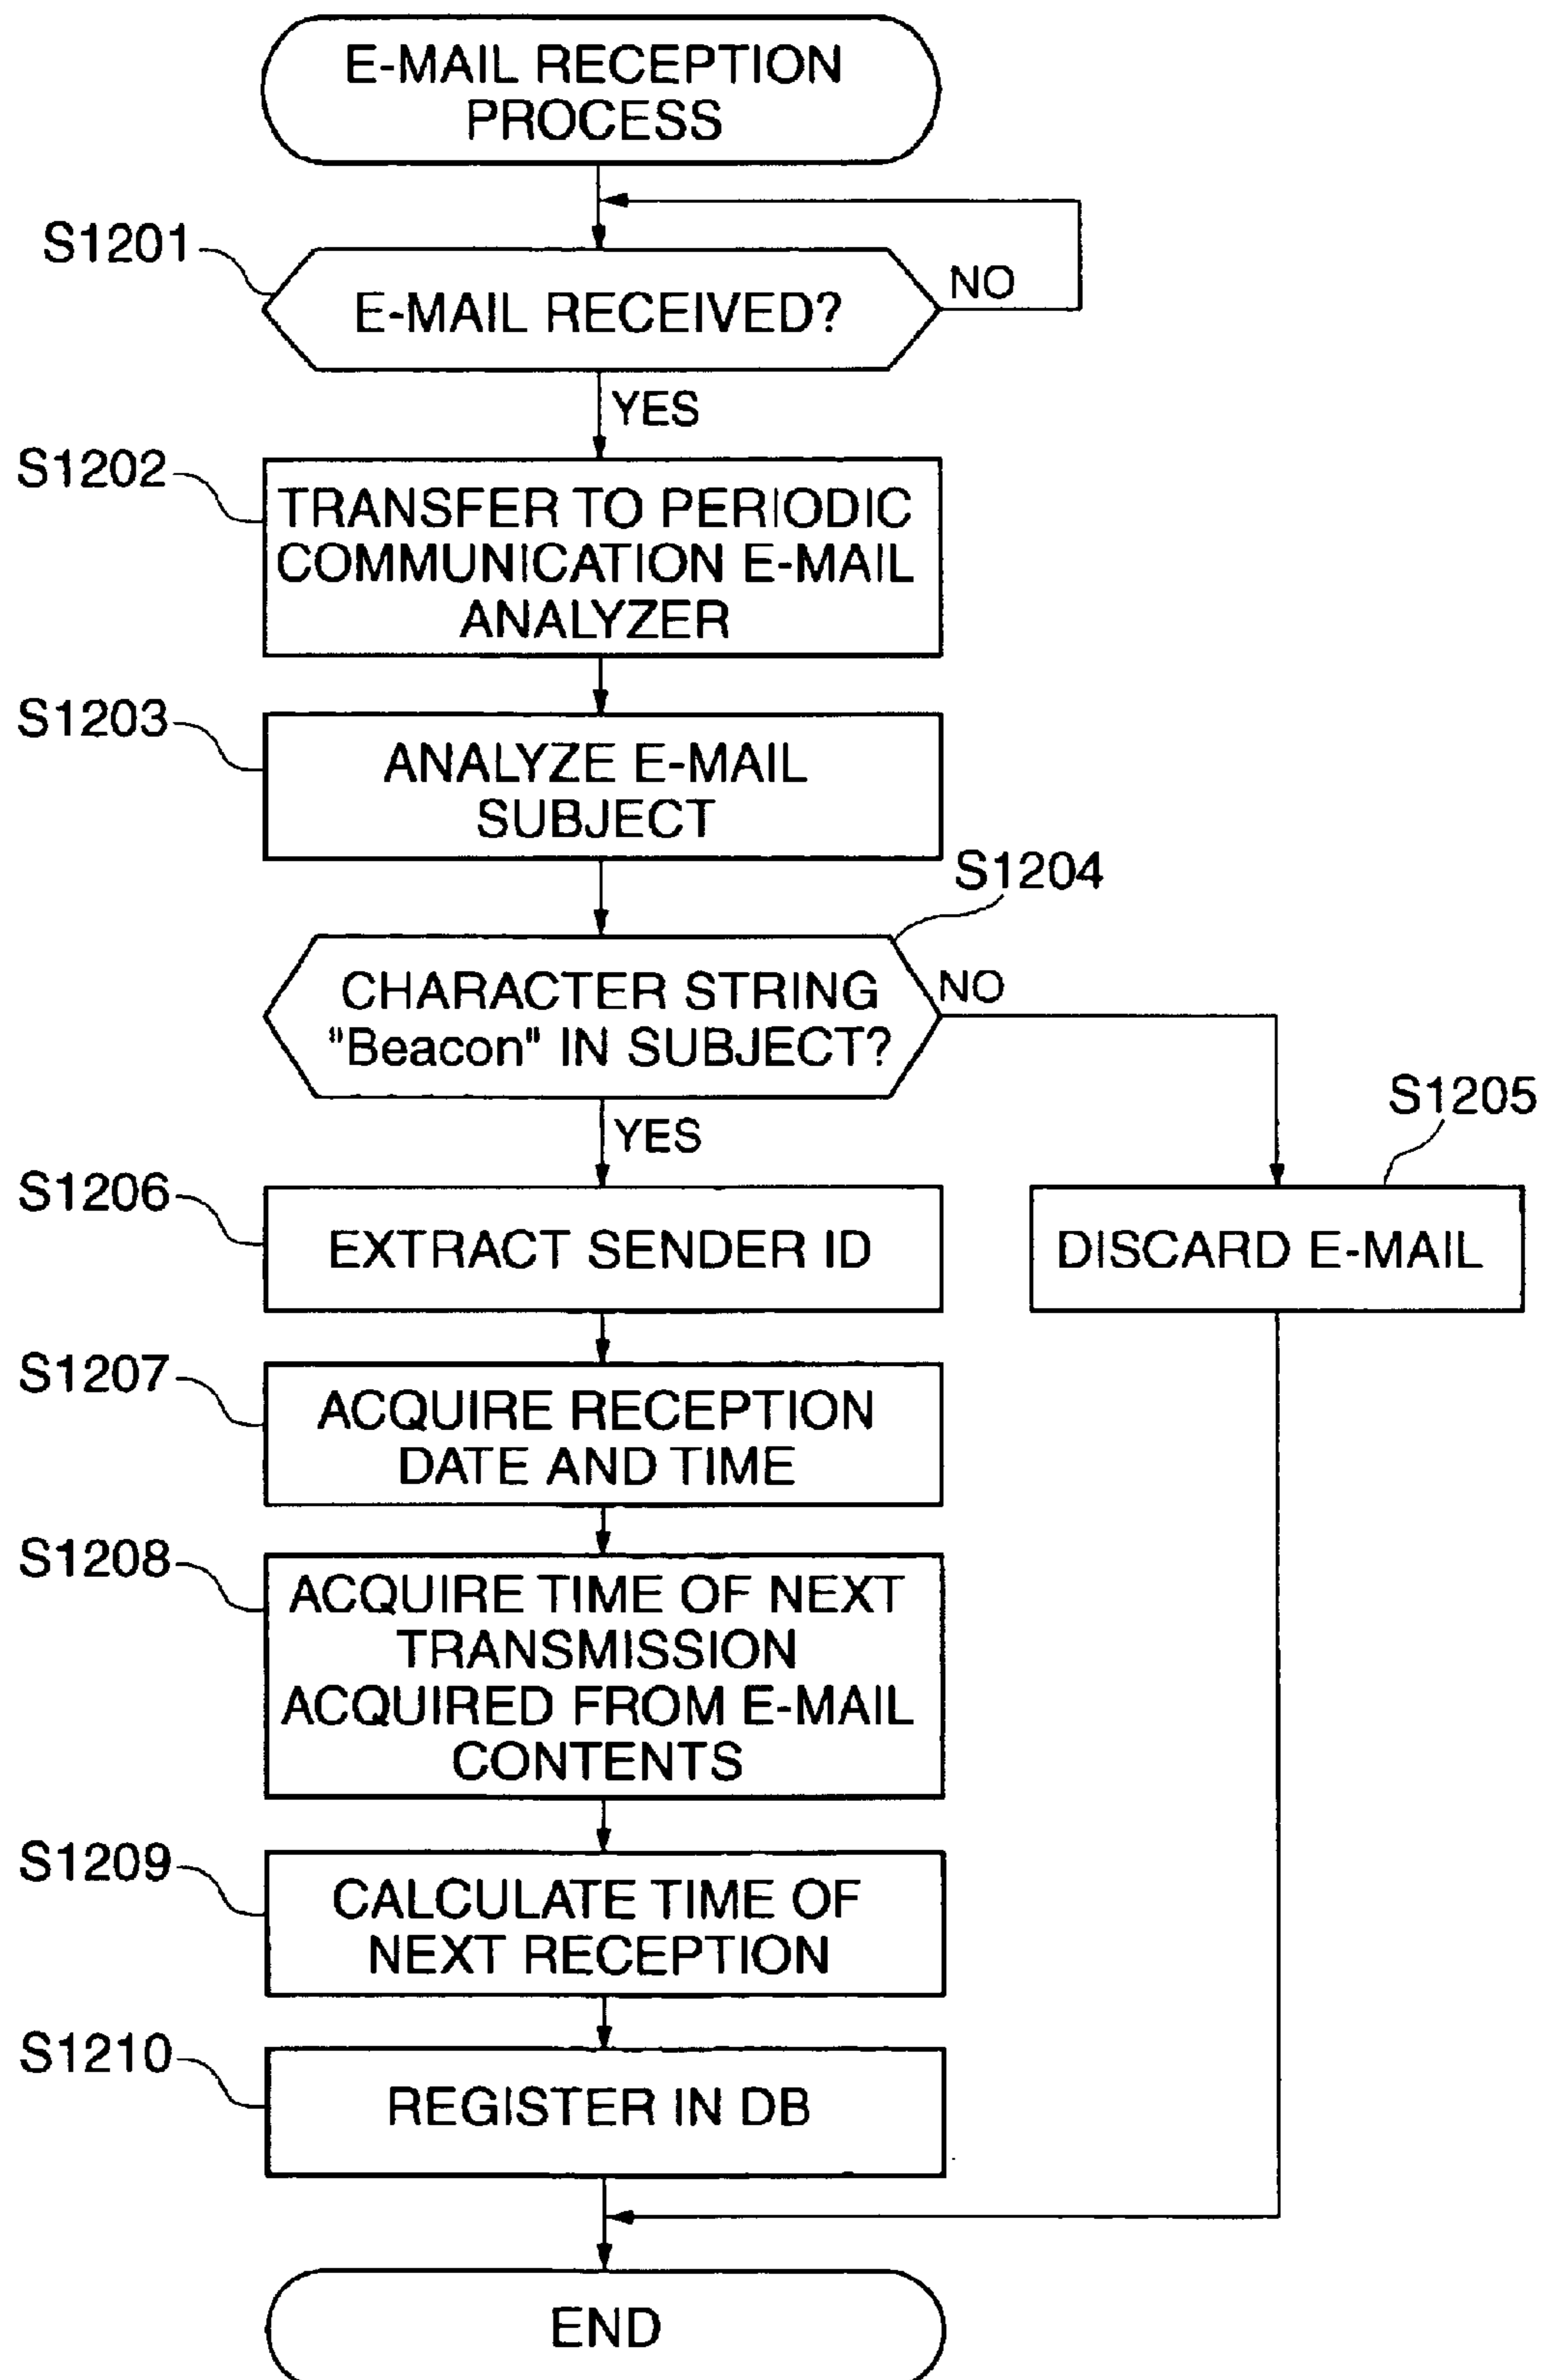 E-MAIL RECEPTION
PROCESS
S1201
E-MAIL RECEIVED?
NO
YES
S1202
TRANSFER TO PERIODIC
COMMUNICATION E-MAIL
ANALYZER
S1203
ANALYZE E-MAIL
SUBJECT
S1204
CHARACTER STRING
"Beacon" IN SUBJECT?
NO
YES
S1205
DISCARD E-MAIL
S1206
EXTRACT SENDER ID
S1207
ACQUIRE RECEPTION
DATE AND TIME
S1208
ACQUIRE TIME OF NEXT
TRANSMISSION
ACQUIRED FROM E-MAIL
CONTENTS
S1209
CALCULATE TIME OF
NEXT RECEPTION
S1210
REGISTER IN DB
END